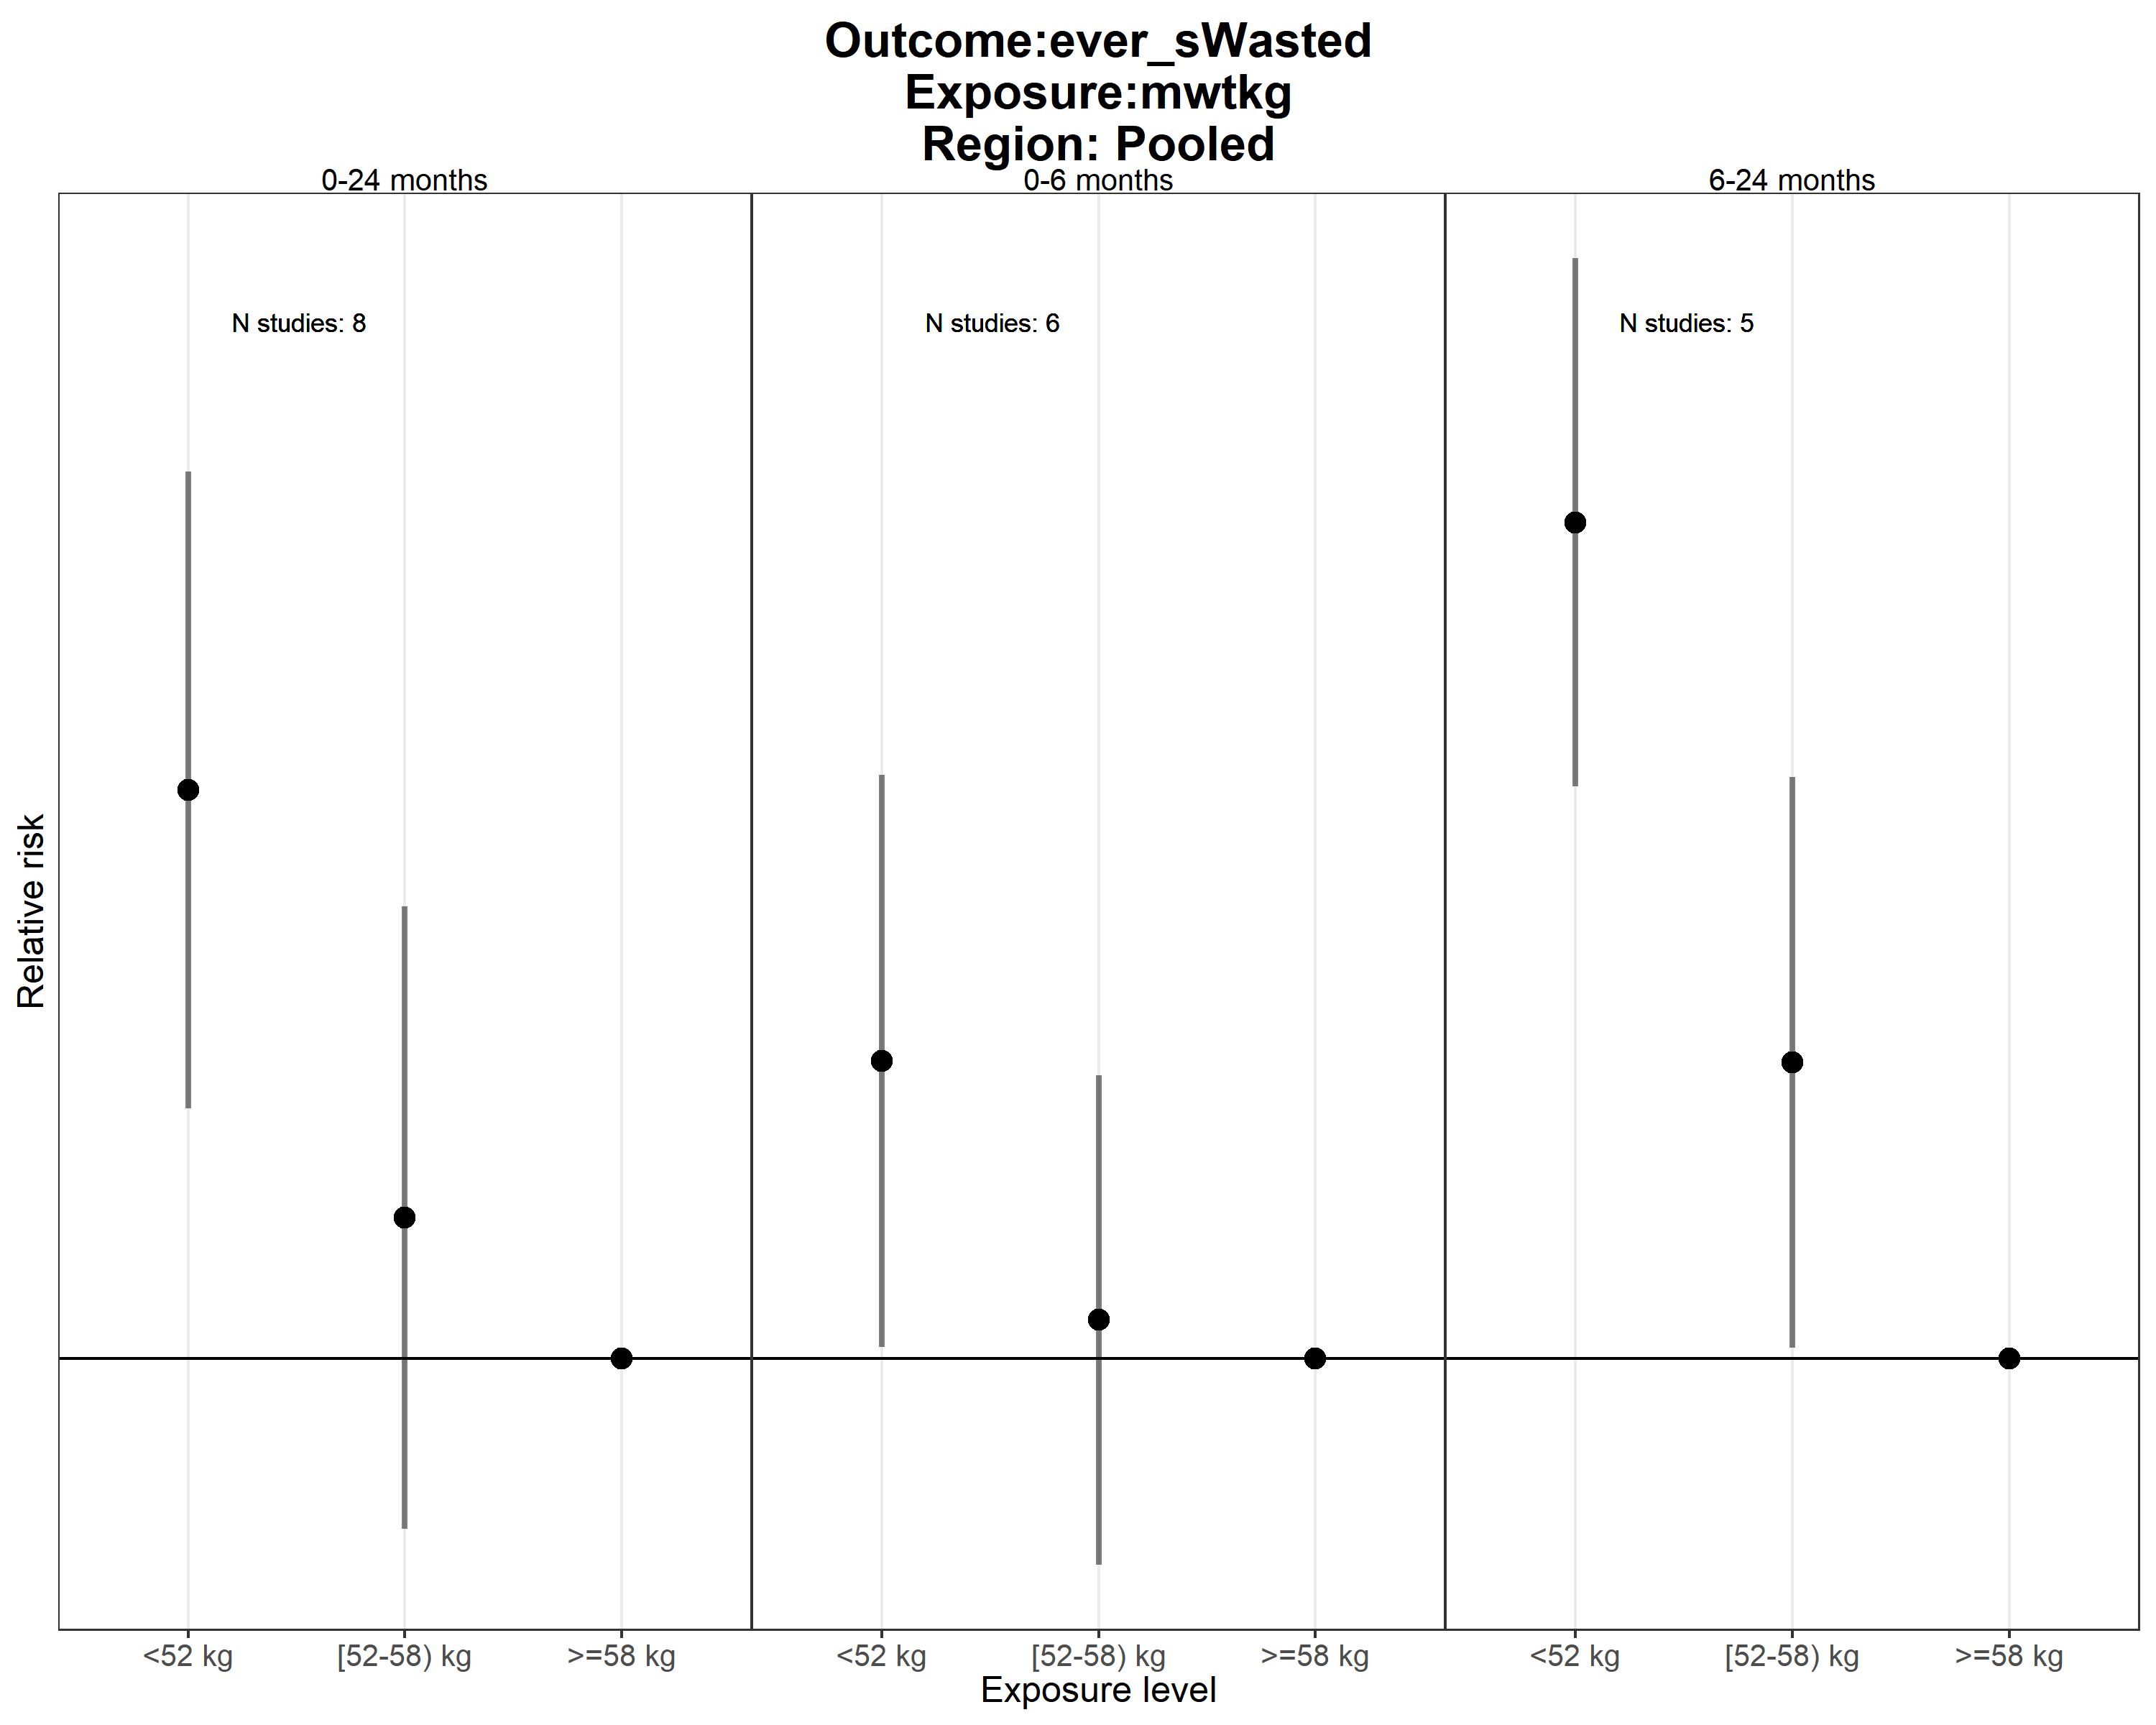 Outcome:ever_sWasted
Exposure:mwtkg
Region: Pooled
0-24 months
0-6 months
6-24 months
N studies: 8
N studies: 6
N studies: 5
Relative risk
<52 kg
[52-58) kg
>=58 kg
<52 kg
[52-58) kg
>=58 kg
<52 kg
[52-58) kg
>=58 kg
Exposure level